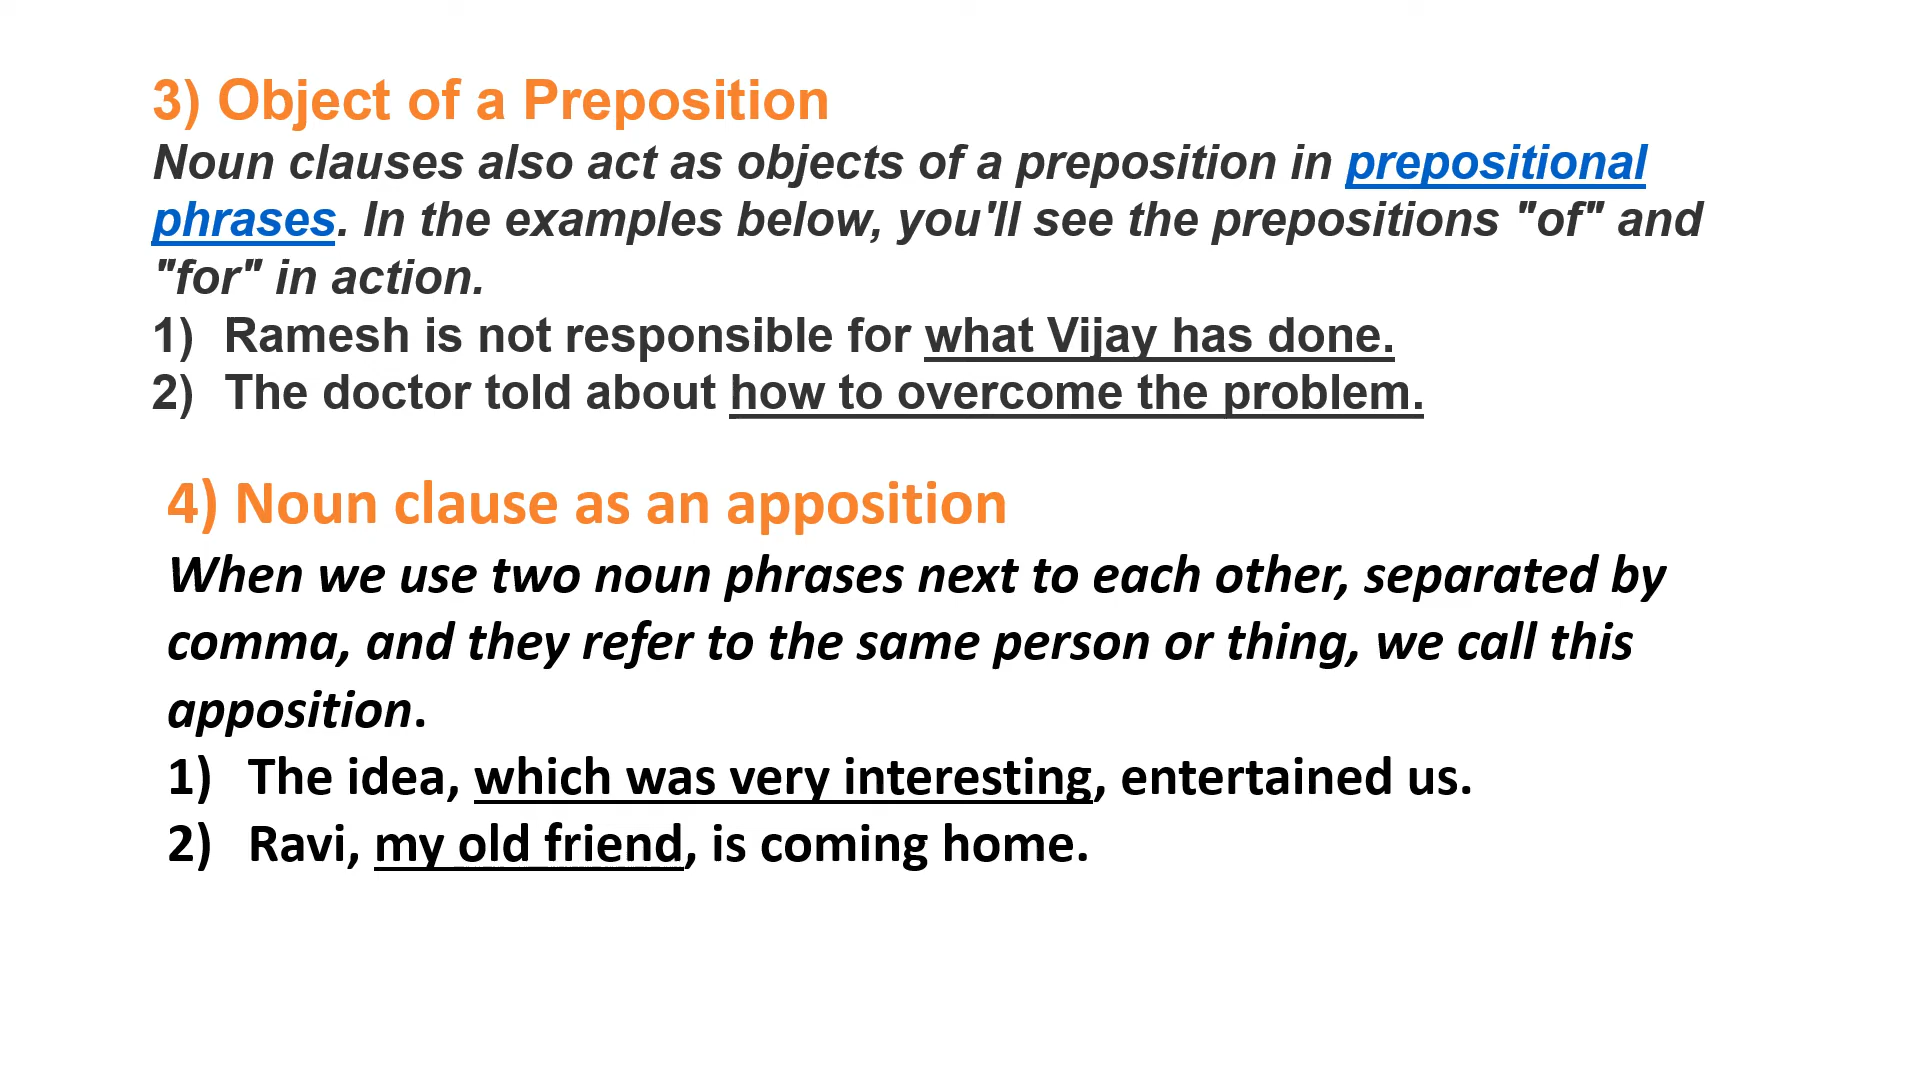 3) Object of a Preposition
Noun clauses also act as objects of a preposition in prepositional
phrases. In the examples below, you'll see the prepositions "of" and
"for" in action.
1) Ramesh is not responsible for what Vijay has done.
2) The doctor told about how to overcome the problem.
4) Noun clause as an apposition
When we use two noun phrases next to each other, separated by
comma, and they refer to the same person or thing, we call this
apposition.
1) The idea, which was very interesting, entertained us.
2) Ravi, my old friend, is coming home.